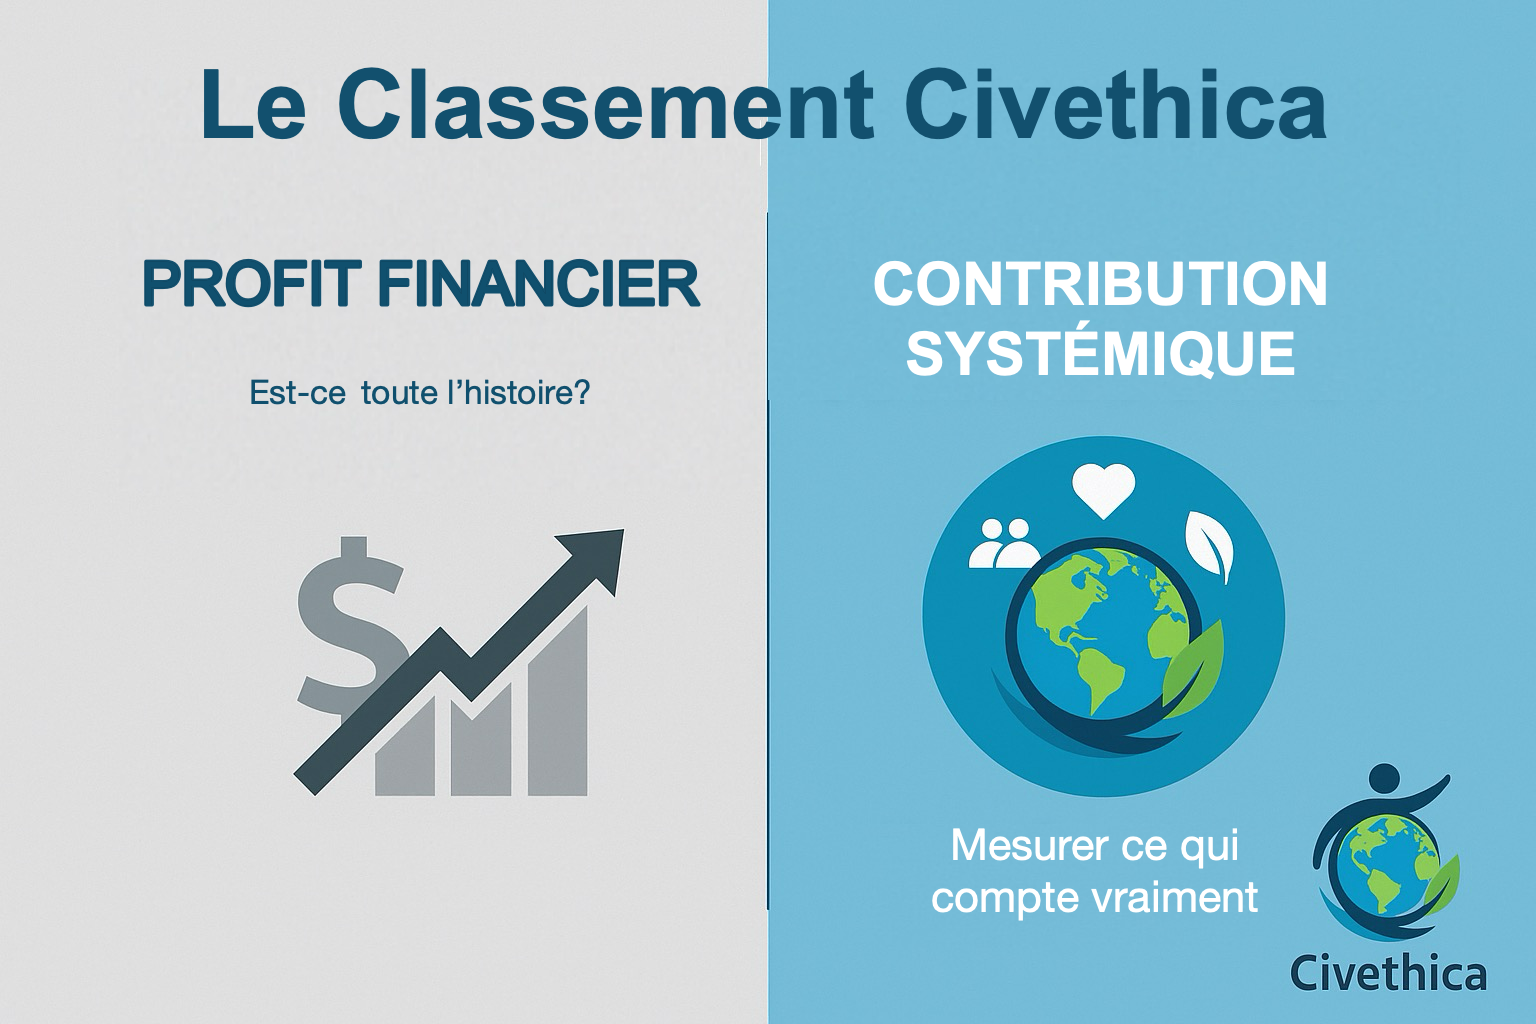 Le Classement Civethica
PROFIT FINANCIER
Est-ce toute l’histoire?
$
CONTRIBUTION
SYSTÉMIQUE
Mesurer ce qui
compte vraiment
Civethica